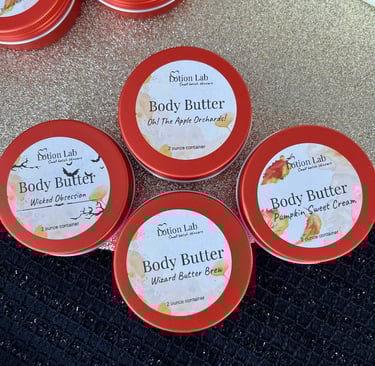 Lotion Lab
Body Butter
Oh! The Apple Orchards!
2 ounce container
Lotion Lab
Body Butter
Wicked Obsession
2 ounce container
Lotion Lab
Body Butter
Pumpkin Sweet Cream
2 ounce container
Lotion Lab
Body Butter
Wizard Butter Brew
2 ounce container